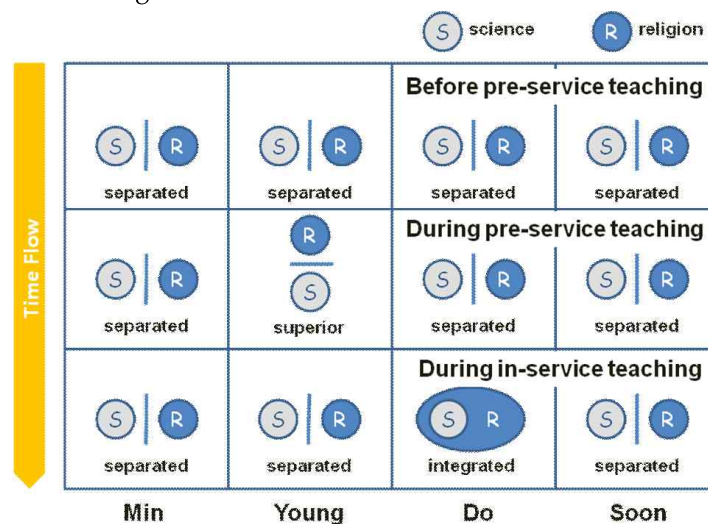 S science R religion
Before pre-service teaching
S R S R S R S R
separated separated separated separated
During pre-service teaching
R
S R S S R S R
separated superior separated separated
During in-service teaching
S R S R S R S R
separated separated integrated separated
Time Flow
Min Young Do Soon